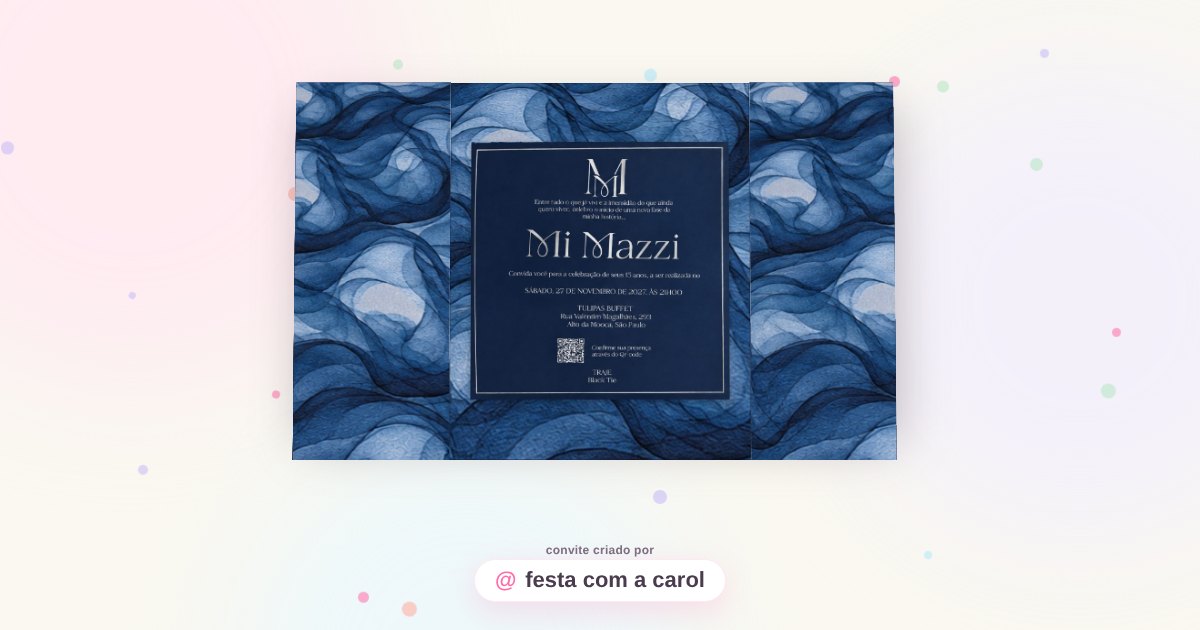 M
M
Entre tudo o que já vivi e a imensidão do que ainda
quero viver, celebro o início de uma nova fase da
minha história...
Mi Mazzi
Convida você para a celebração de seus 15 anos, a ser realizada no
SÁBADO, 27 DE NOVEMBRO DE 2027, ÀS 21H00
TULIPAS BUFFET
Rua Valentim Magalhães, 293
Alto da Mooca, São Paulo
Confirme sua presença
através do QR code
TRAJE
Black Tie
convite criado por
@ festa com a carol